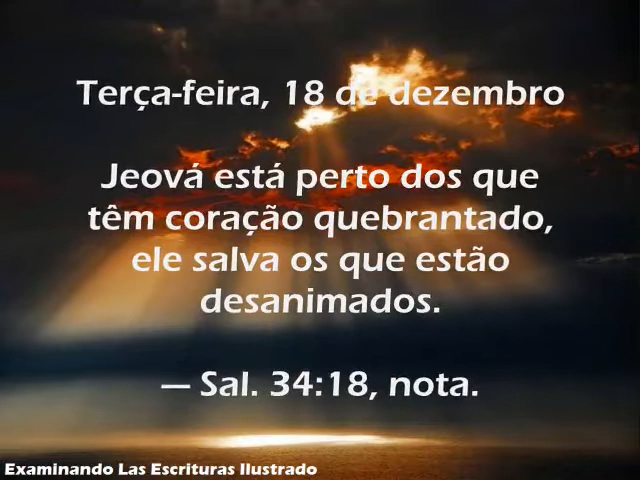 Terça-feira, 18 de dezembro
Jeová está perto dos que
têm coração quebrantado,
ele salva os que estão
desanimados.
— Sal. 34:18, nota.
Examinando Las Escrituras Ilustrado